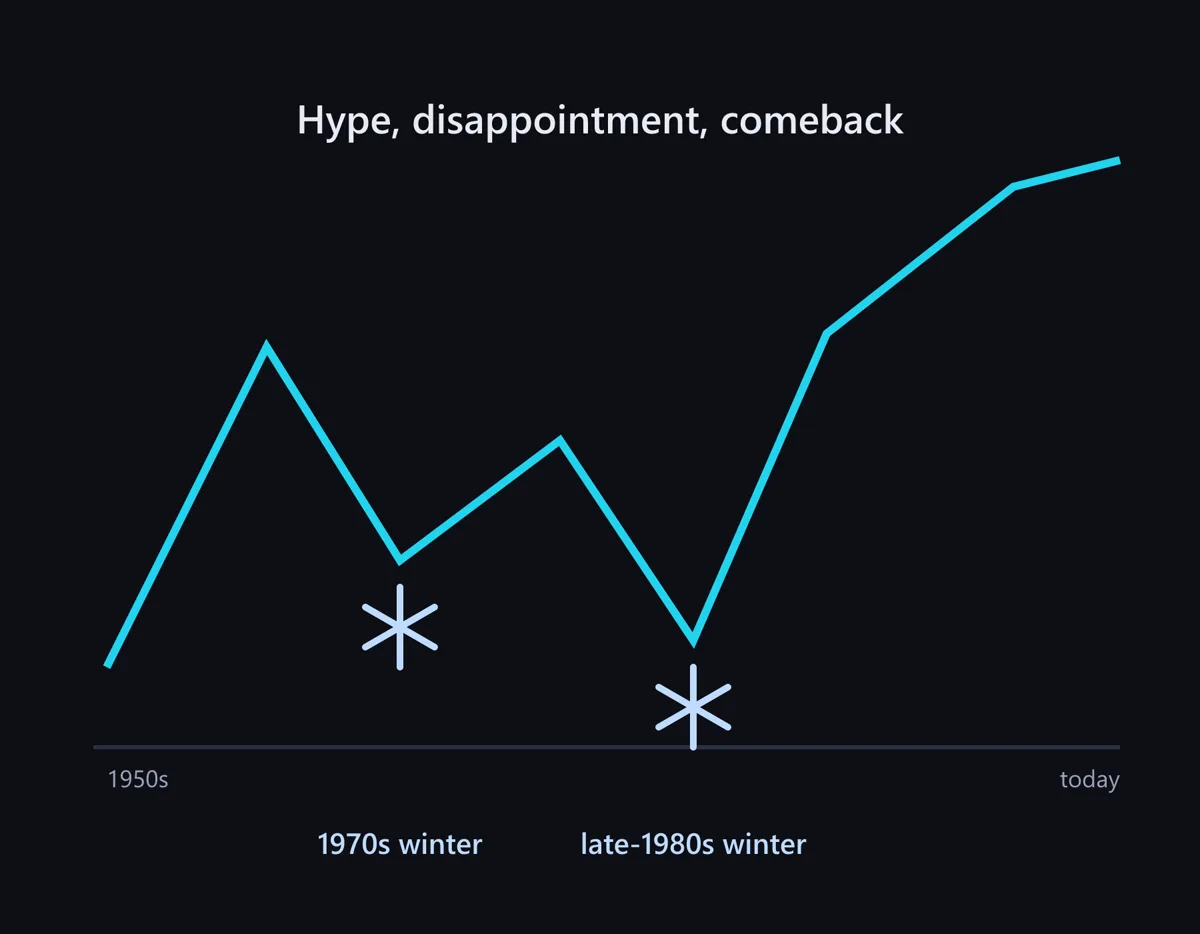 Hype, disappointment, comeback
1950s
today
1970s winter
late-1980s winter